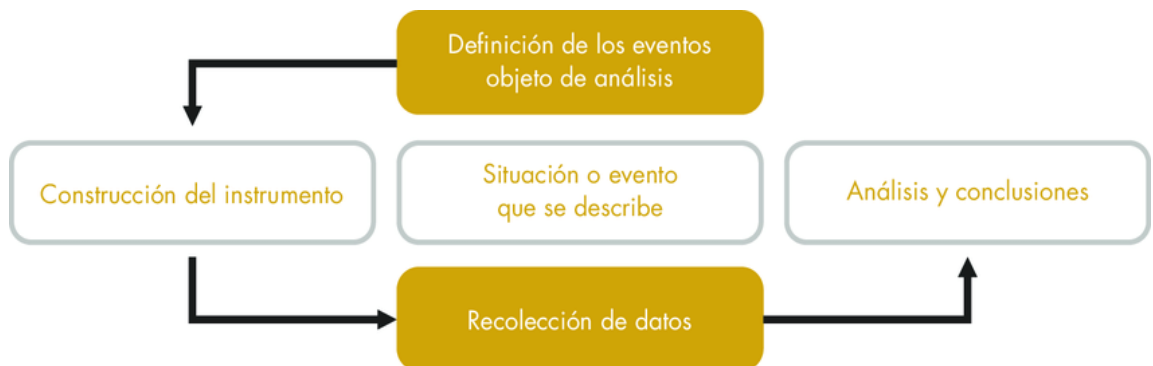 Definición de los eventos
objeto de análisis
Construcción del instrumento
Situación o evento
que se describe
Análisis y conclusiones
Recolección de datos